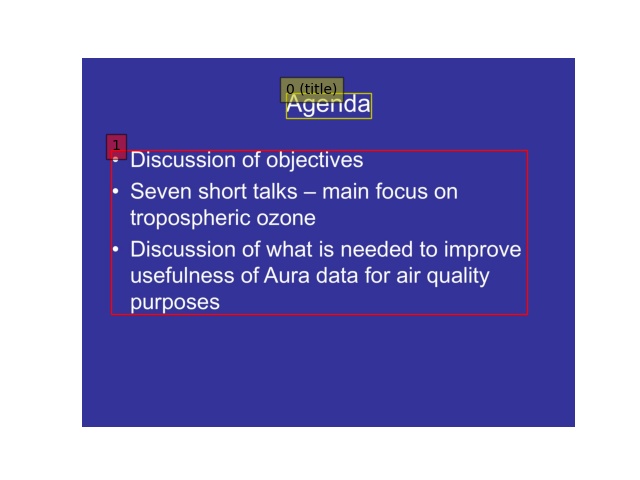 0 (title)
Agenda
1
• Discussion of objectives
• Seven short talks – main focus on
tropospheric ozone
• Discussion of what is needed to improve
usefulness of Aura data for air quality
purposes